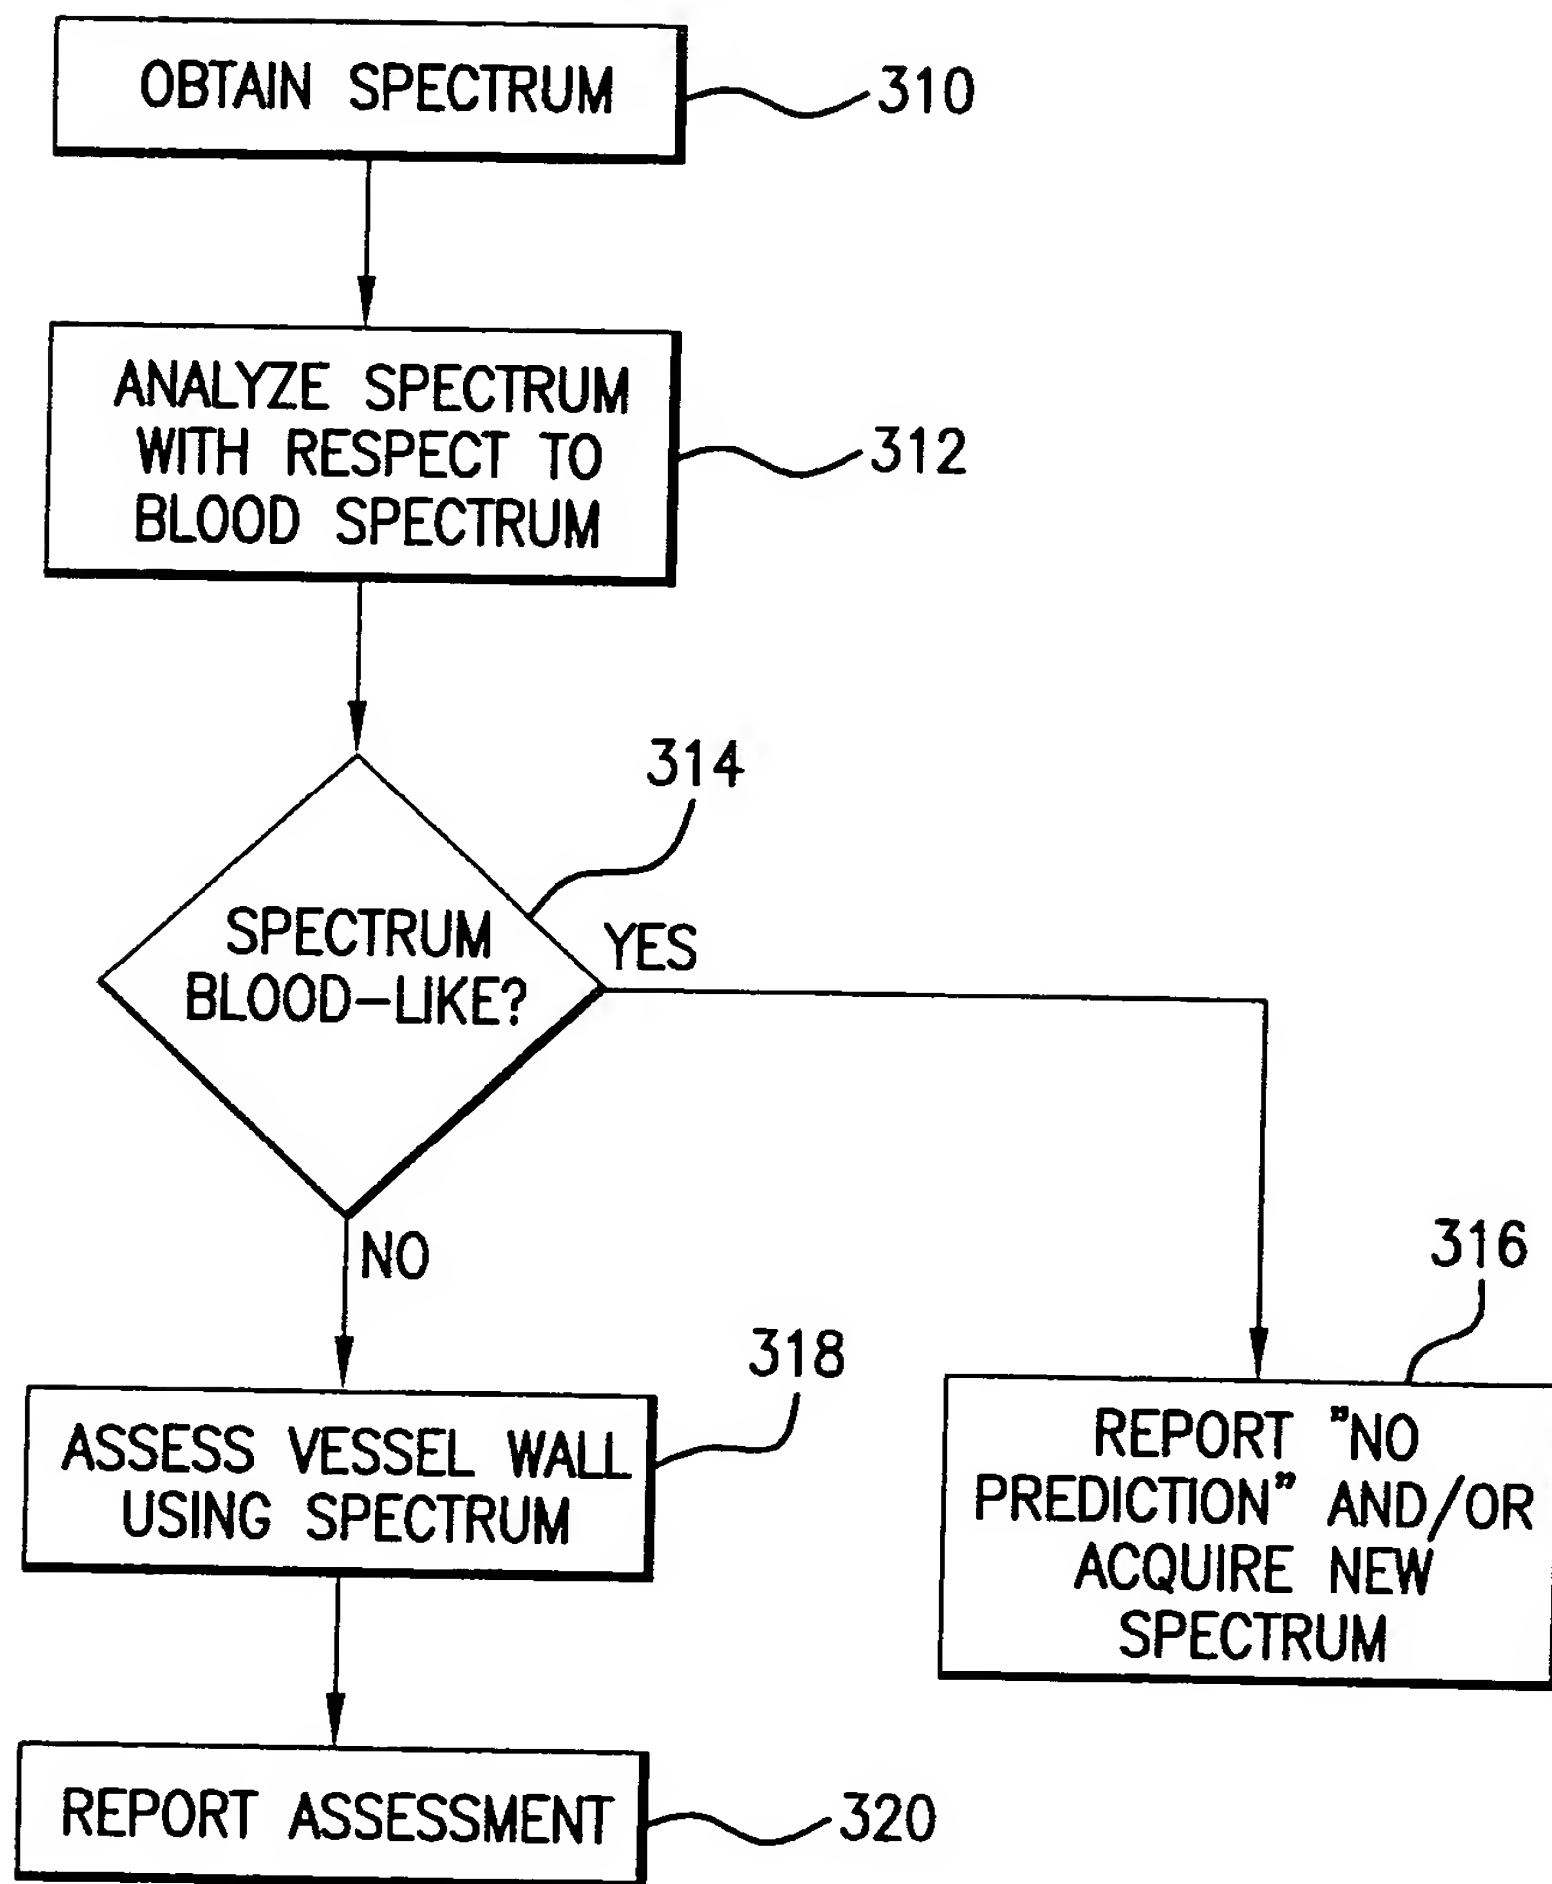 OBTAIN SPECTRUM
310
ANALYZE SPECTRUM
WITH RESPECT TO
BLOOD SPECTRUM
312
314
SPECTRUM
BLOOD-LIKE?
YES
NO
318
ASSESS VESSEL WALL
USING SPECTRUM
316
REPORT "NO
PREDICTION" AND/OR
ACQUIRE NEW
SPECTRUM
REPORT ASSESSMENT
320